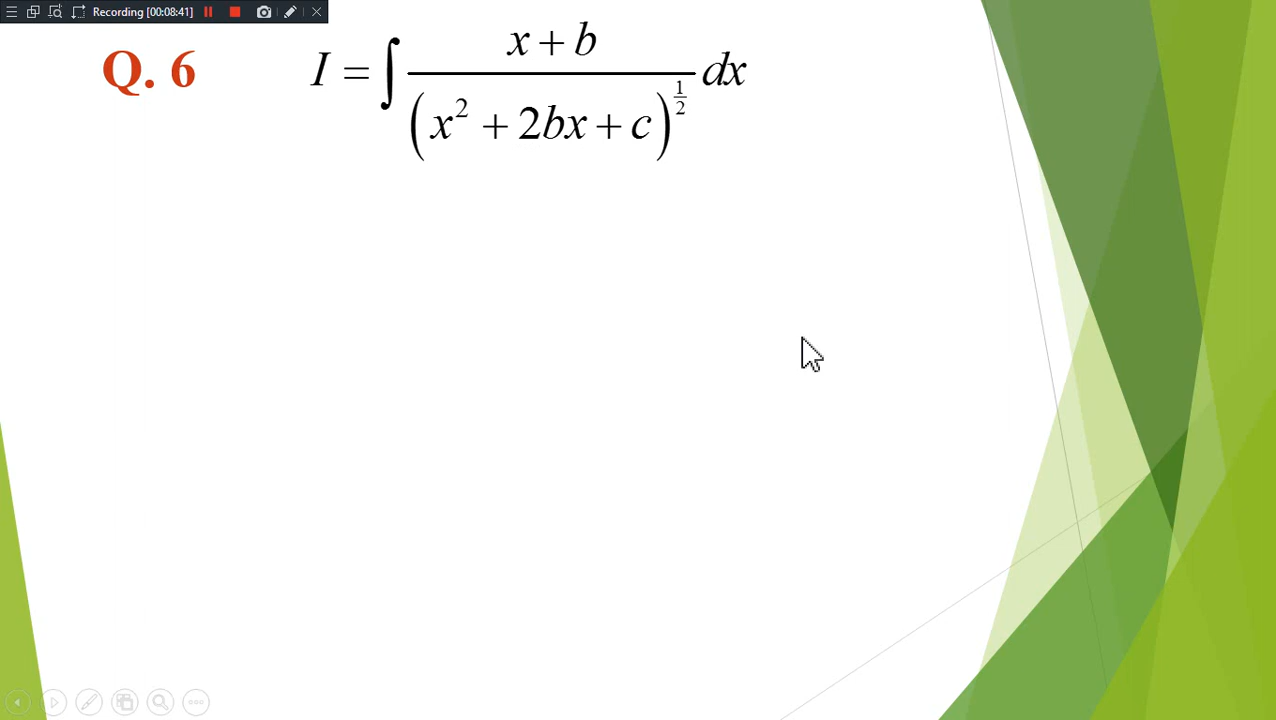 Recording [00:08:41]
Q. 6 I = ∫ (x + b) / (x² + 2bx + c)^(1/2) dx